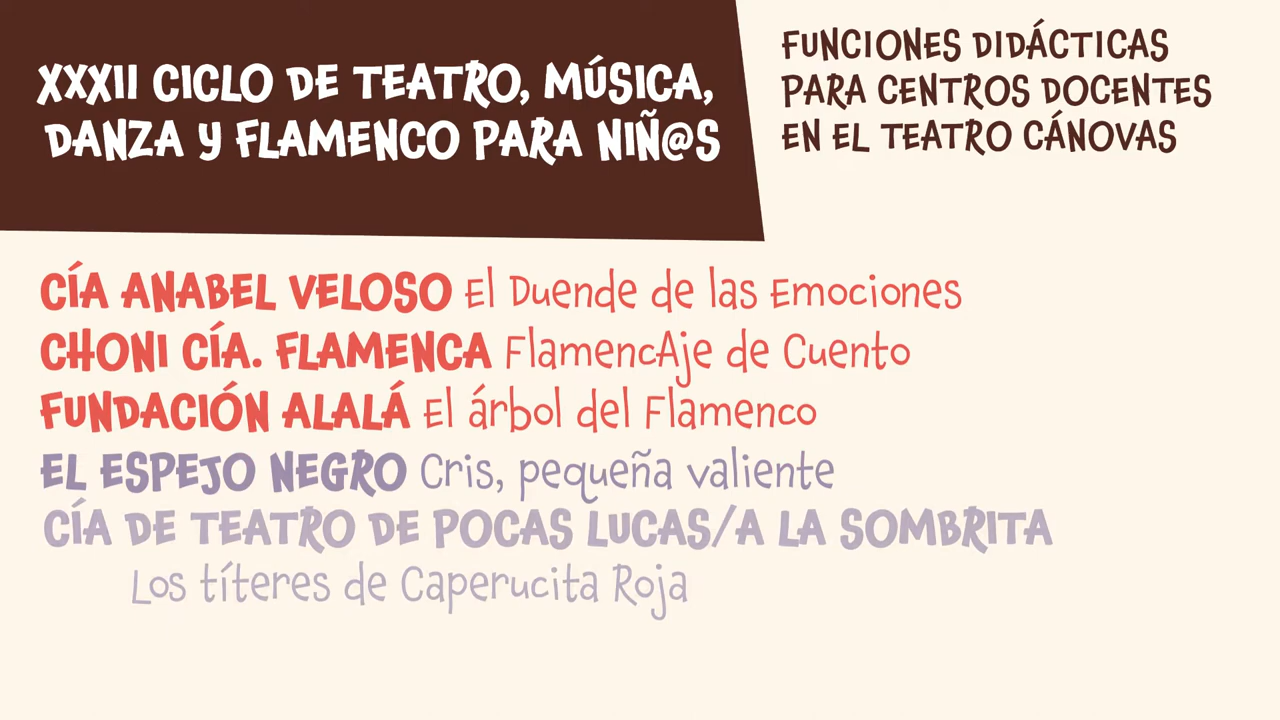 XXXII CICLO DE TEATRO, MÚSICA,
DANZA Y FLAMENCO PARA NIÑ@S
FUNCIONES DIDÁCTICAS
PARA CENTROS DOCENTES
EN EL TEATRO CÁNOVAS
CÍA ANABEL VELOSO El Duende de las Emociones
CHONI CÍA. FLAMENCA FlamencAje de Cuento
FUNDACIÓN ALALÁ El árbol del Flamenco
EL ESPEJO NEGRO Cris, pequeña valiente
CÍA DE TEATRO DE POCAS LUCAS/A LA SOMBRITA
Los títeres de Caperucita Roja